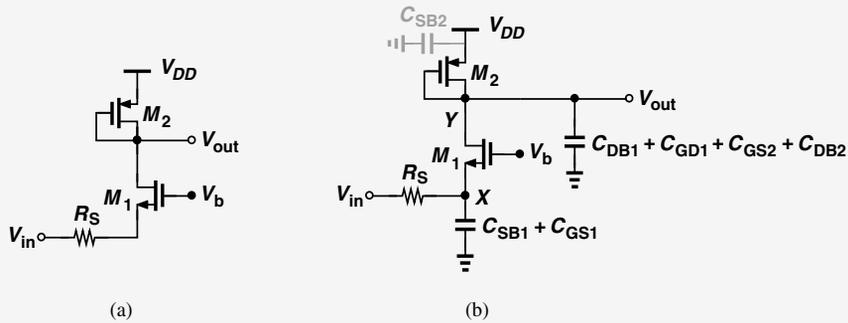 V_DD
M_2
V_out
M_1
V_b
R_S
V_in
(a)
C_SB2
V_DD
M_2
V_out
Y
C_DB1 + C_GD1 + C_GS2 + C_DB2
M_1
V_b
R_S
V_in
X
C_SB1 + C_GS1
(b)